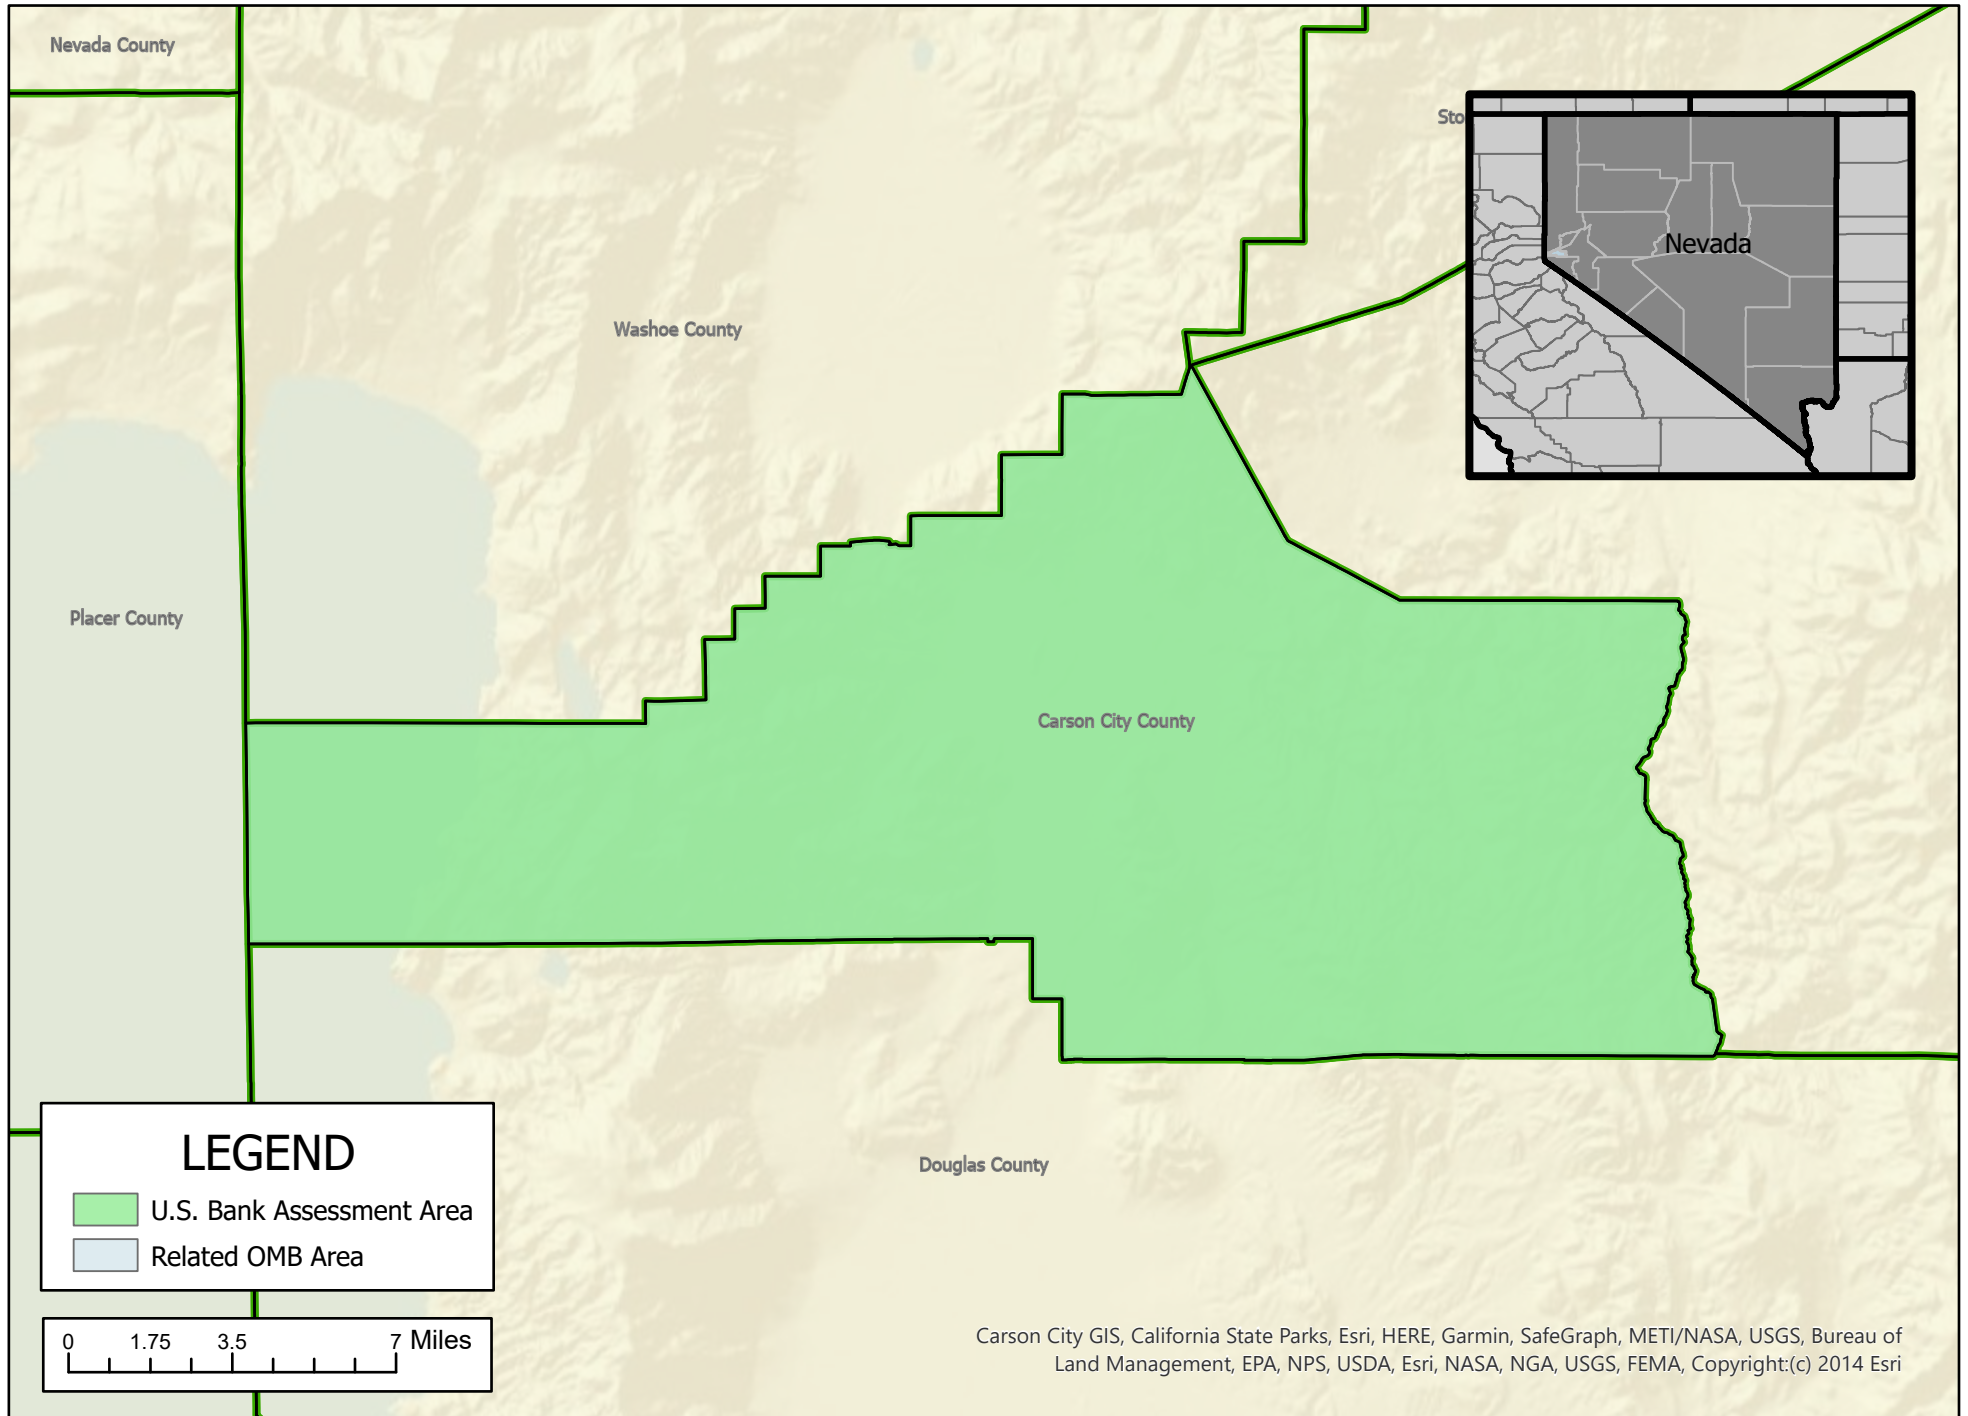 Nevada County
Sto
Nevada
Washoe County
Placer County
Carson City County
LEGEND
U.S. Bank Assessment Area
Related OMB Area
Douglas County
0 1.75 3.5 7 Miles
Carson City GIS, California State Parks, Esri, HERE, Garmin, SafeGraph, METI/NASA, USGS, Bureau of
Land Management, EPA, NPS, USDA, Esri, NASA, NGA, USGS, FEMA, Copyright:(c) 2014 Esri